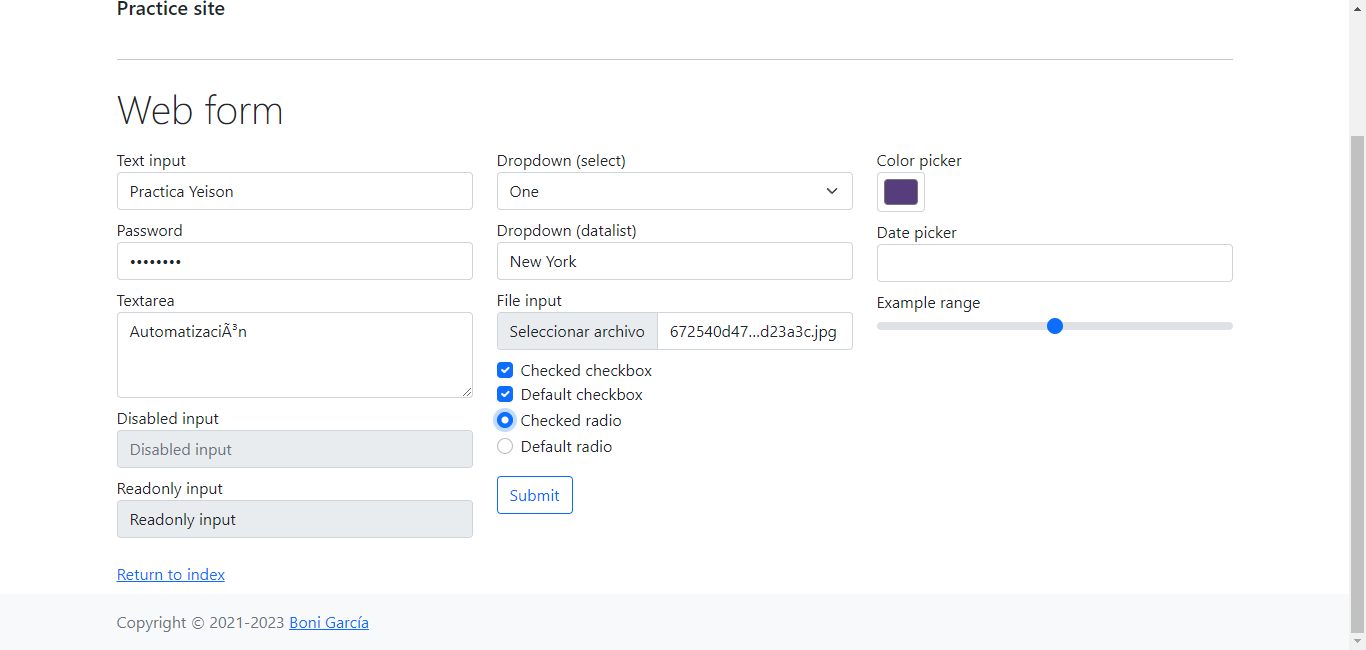 Practice site
Web form
Text input
Practica Yeison
Password
••••••••
Textarea
AutomatizaciÃ³n
Disabled input
Disabled input
Readonly input
Readonly input
Dropdown (select)
One
Dropdown (datalist)
New York
File input
Seleccionar archivo 672540d47...d23a3c.jpg
Checked checkbox
Default checkbox
Checked radio
Default radio
Submit
Color picker
Date picker
Example range
Return to index
Copyright © 2021-2023 Boni García